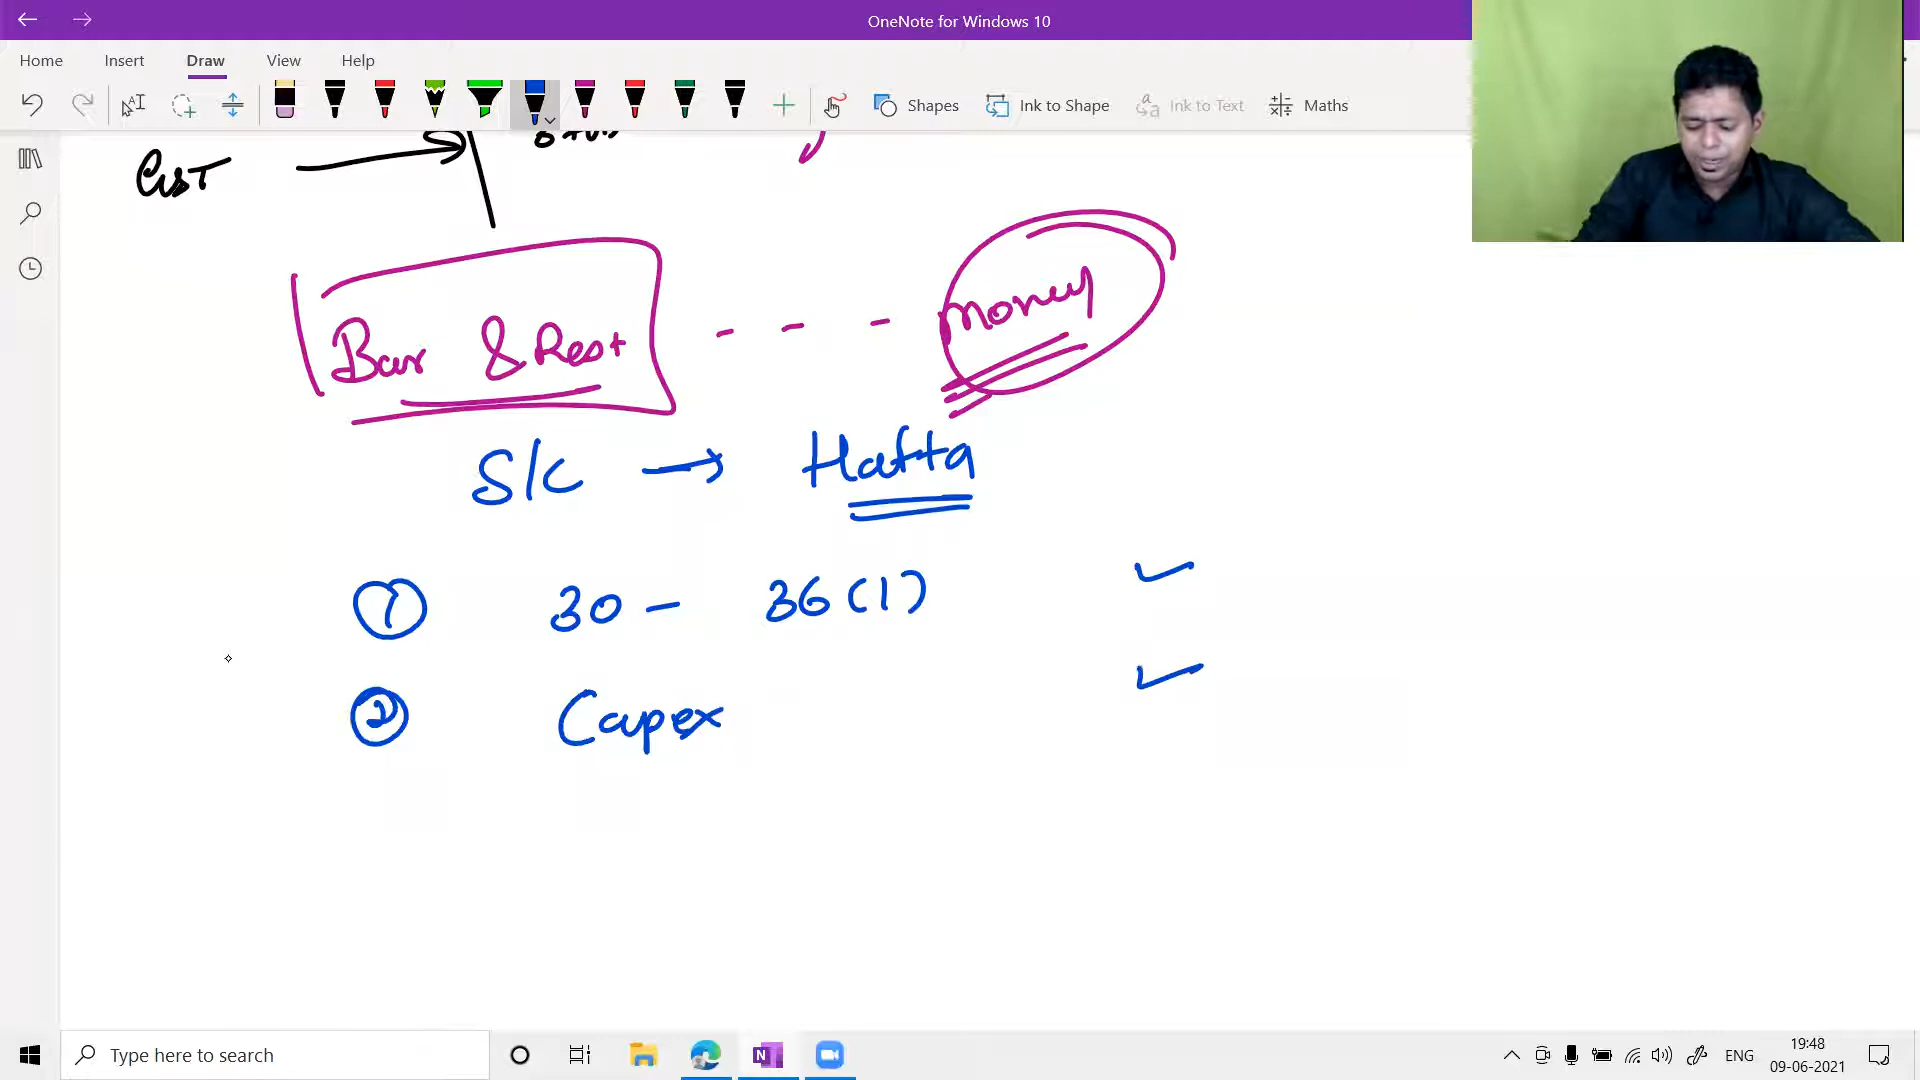 OneNote for Windows 10
Home Insert Draw View Help
Shapes Ink to Shape Ink to Text Maths
Cust
Bar & Rest - - - money
S/C → Hafta
① 30 - 36(1) ✓
② Capex ✓
Type here to search
ENG
19:48
09-06-2021